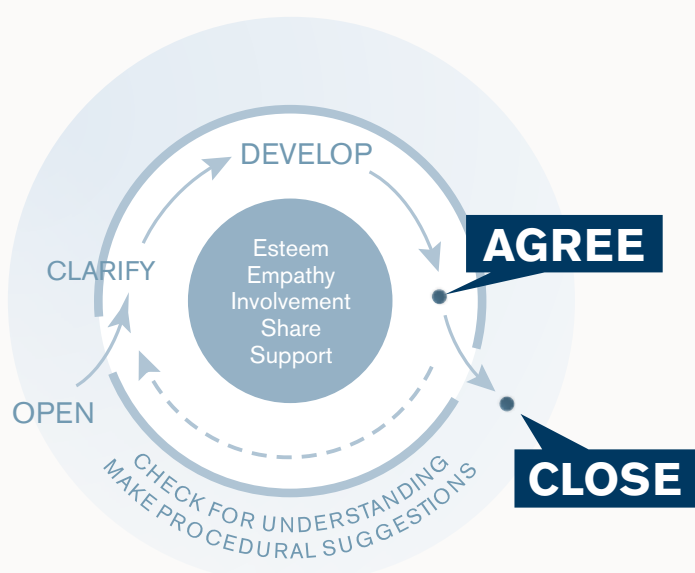 DEVELOP
AGREE
Esteem
Empathy
Involvement
Share
Support
CLARIFY
OPEN
CLOSE
CHECK FOR UNDERSTANDING
MAKE PROCEDURAL SUGGESTIONS